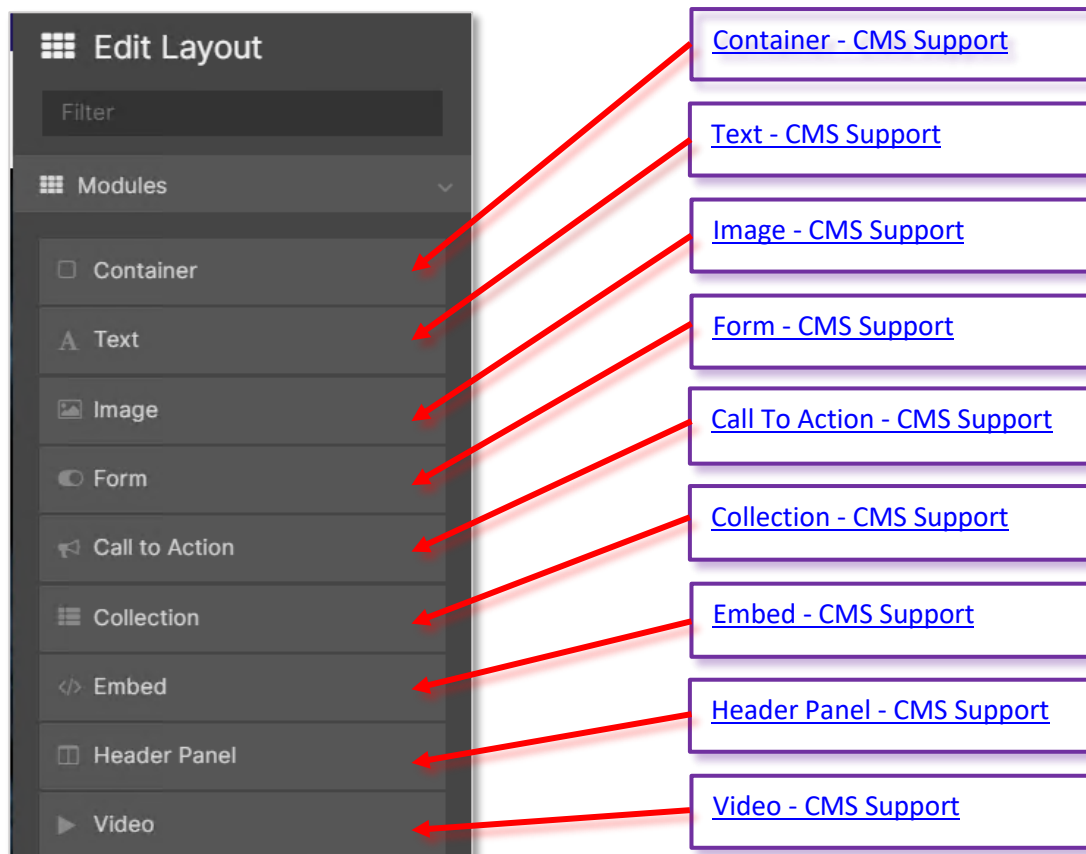 Edit Layout
Filter
Modules
Container
Text
Image
Form
Call to Action
Collection
Embed
Header Panel
Video
Container - CMS Support
Text - CMS Support
Image - CMS Support
Form - CMS Support
Call To Action - CMS Support
Collection - CMS Support
Embed - CMS Support
Header Panel - CMS Support
Video - CMS Support